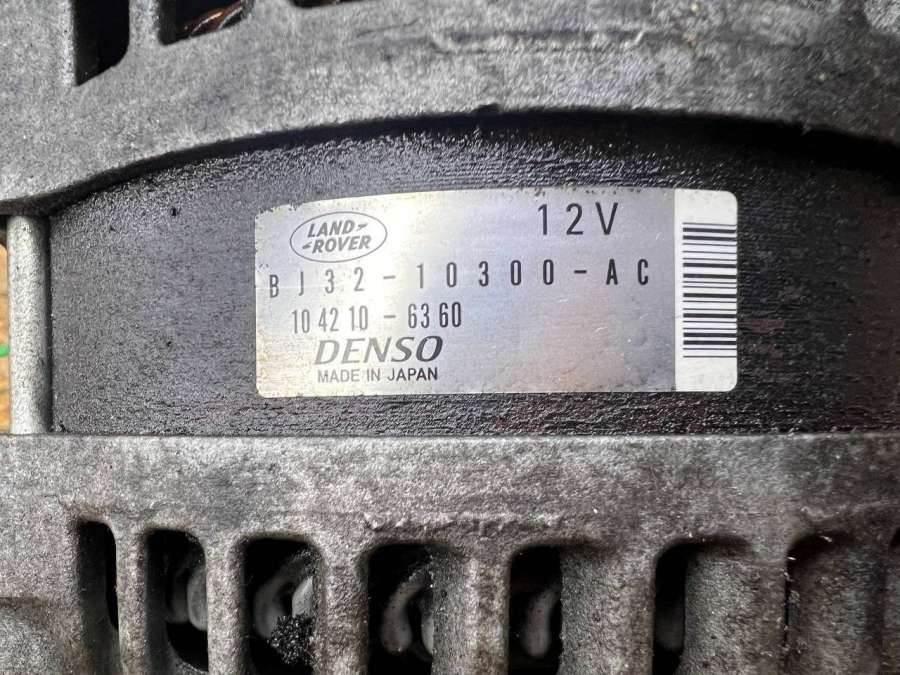 LAND-
-ROVER
12V
BJ32-10300-AC
104210-6360
DENSO
MADE IN JAPAN